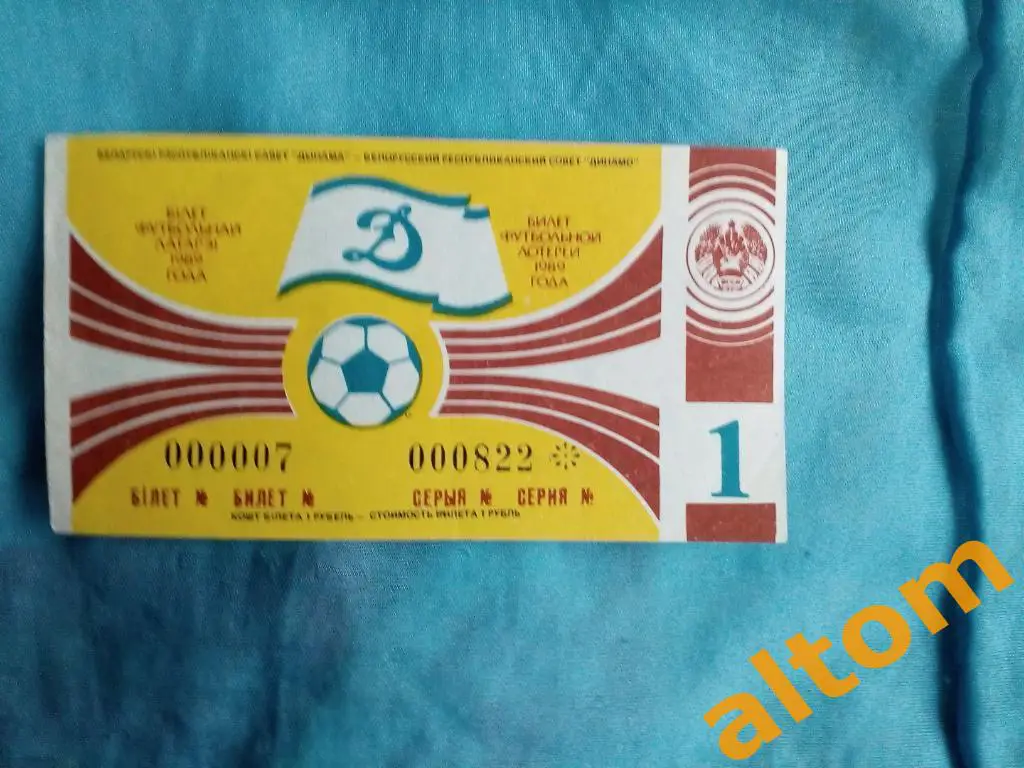 БЕЛАРУСКІ РЭСПУБЛІКАНСКІ САВЕТ "ДЫНАМА" – БЕЛОРУССКИЙ РЕСПУБЛИКАНСКИЙ СОВЕТ "ДИНАМО"
БІЛЕТ
ФУТБОЛЬНАЙ
ЛАТАРЭІ
1989
ГОДА
Д
БИЛЕТ
ФУТБОЛЬНОЙ
ЛОТЕРЕИ
1989
ГОДА
000007
000822
БІЛЕТ № БИЛЕТ №
СЕРЫЯ № СЕРИЯ №
КОШТ БІЛЕТА 1 РУБЕЛЬ – СТОИМОСТЬ БИЛЕТА 1 РУБЛЬ
1
altom